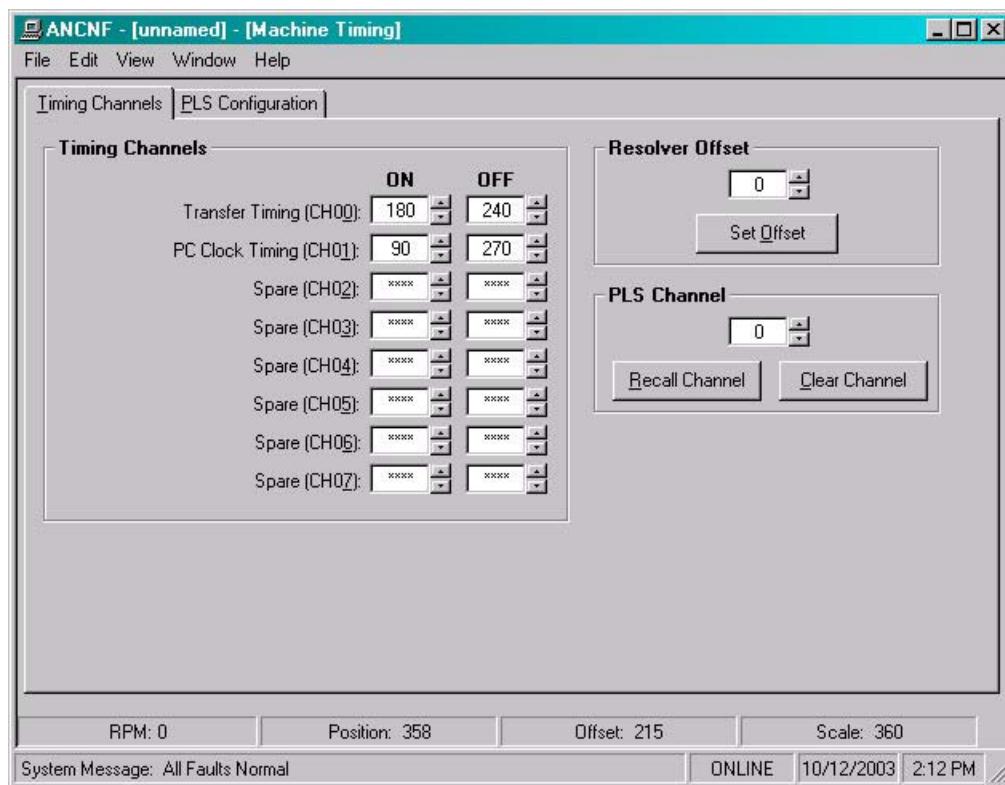 ANCNF - [unnamed] - [Machine Timing]
File Edit View Window Help
Timing Channels PLS Configuration
Timing Channels
ON OFF
Transfer Timing (CH00): 180 240
PC Clock Timing (CH01): 90 270
Spare (CH02): **** ****
Spare (CH03): **** ****
Spare (CH04): **** ****
Spare (CH05): **** ****
Spare (CH06): **** ****
Spare (CH07): **** ****
Resolver Offset
0
Set Offset
PLS Channel
0
Recall Channel Clear Channel
RPM: 0 Position: 358 Offset: 215 Scale: 360
System Message: All Faults Normal ONLINE 10/12/2003 2:12 PM